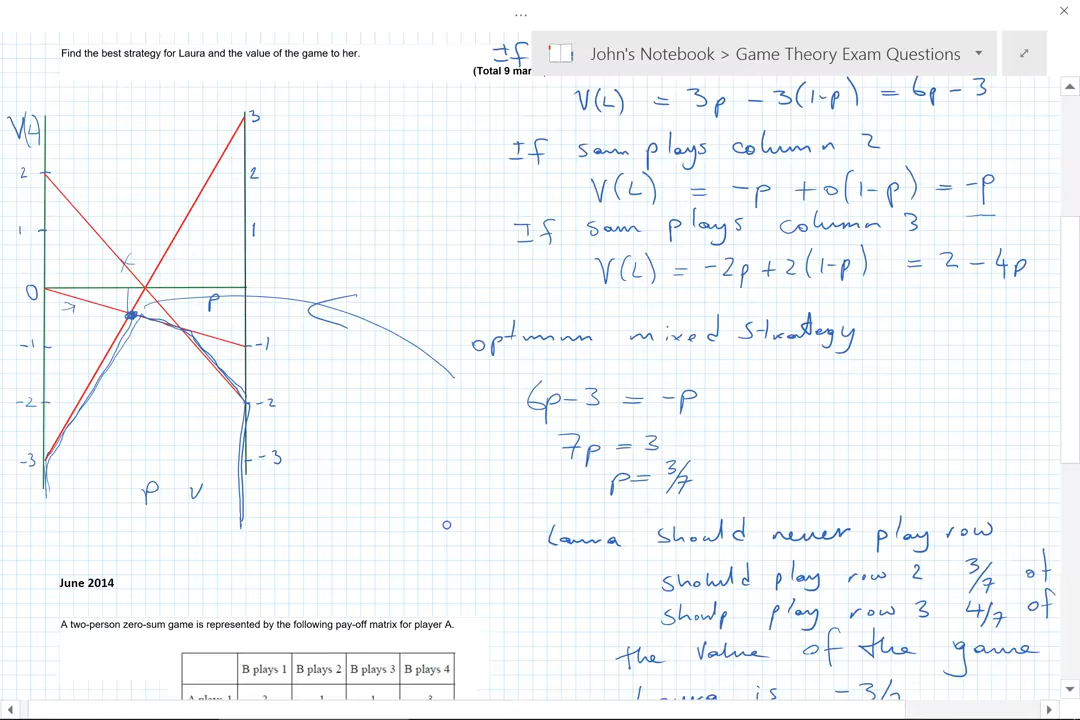 Find the best strategy for Laura and the value of the game to her.
If
John's Notebook > Game Theory Exam Questions
(Total 9 mar
V(L) = 3p - 3(1-p) = 6p - 3
If sam plays column 2
V(L) = -p + 0(1-p) = -p
If sam plays column 3
V(L) = -2p + 2(1-p) = 2 - 4p
optimum mixed strategy
6p - 3 = -p
7p = 3
p = 3/7
Laura should never play row
should play row 2 3/7 of
shoulp play row 3 4/7 of
the value of the game
Laura is -3/7
V(L)
3
2 2
1 1
0 p
-1 -1
-2 -2
-3 -3
p v
June 2014
A two-person zero-sum game is represented by the following pay-off matrix for player A.
B plays 1 B plays 2 B plays 3 B plays 4